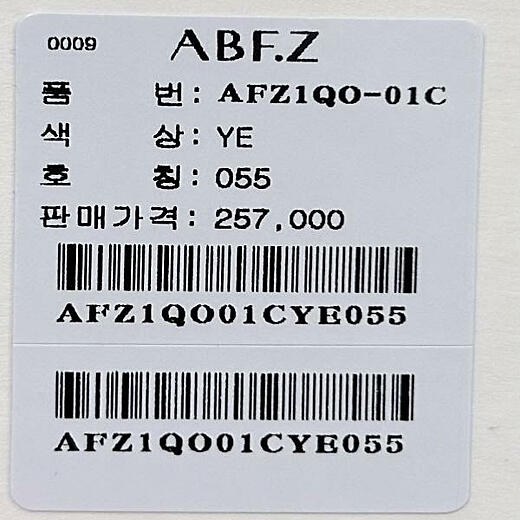 0009 ABF.Z
품 번: AFZ1QO-01C
색 상: YE
호 칭: 055
판매가격: 257,000
AFZ1QO01CYE055
AFZ1QO01CYE055